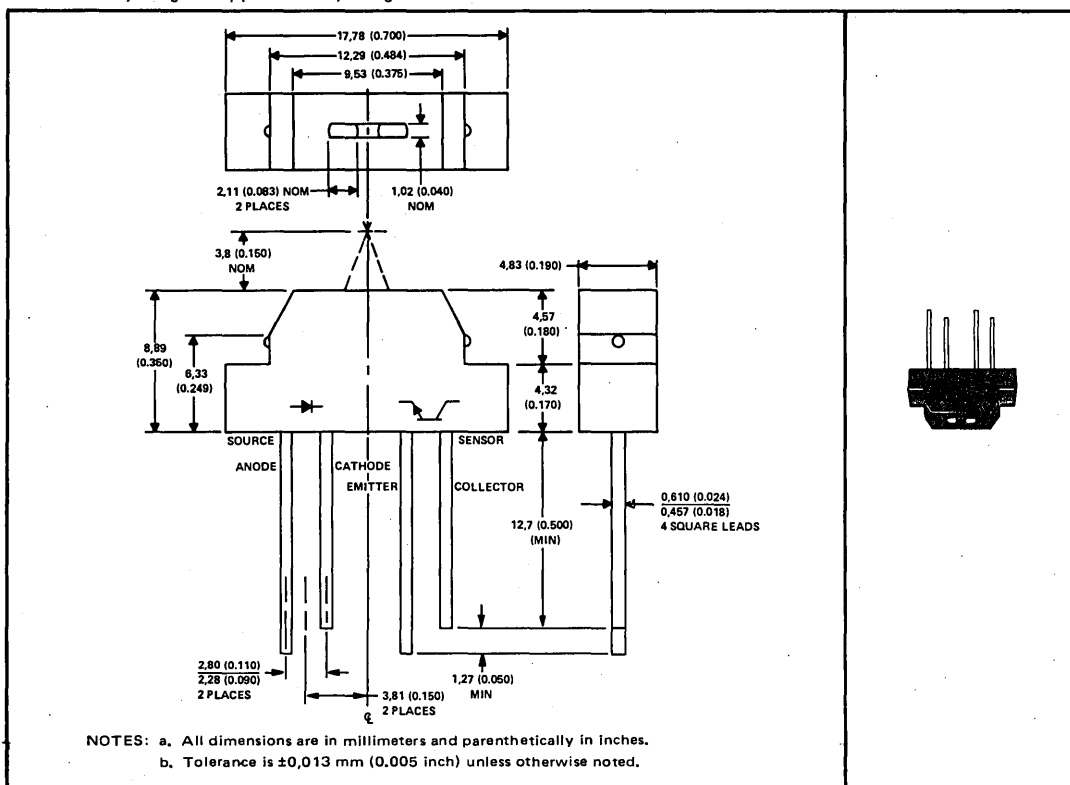 17,78 (0.700)
12,29 (0.484)
9,53 (0.375)
2,11 (0.083) NOM
2 PLACES
1,02 (0.040)
NOM
3,8 (0.150)
NOM
4,83 (0.190)
8,89
(0.350)
6,33
(0.249)
4,57
(0.180)
4,32
(0.170)
SOURCE
SENSOR
ANODE
CATHODE
EMITTER
COLLECTOR
12,7 (0.500)
(MIN)
0,610 (0.024)
0,457 (0.018)
4 SQUARE LEADS
2,80 (0.110)
2,28 (0.090)
2 PLACES
3,81 (0.150)
2 PLACES
1,27 (0.050)
MIN
℄
NOTES: a. All dimensions are in millimeters and parenthetically in inches.
b. Tolerance is ±0,013 mm (0.005 inch) unless otherwise noted.